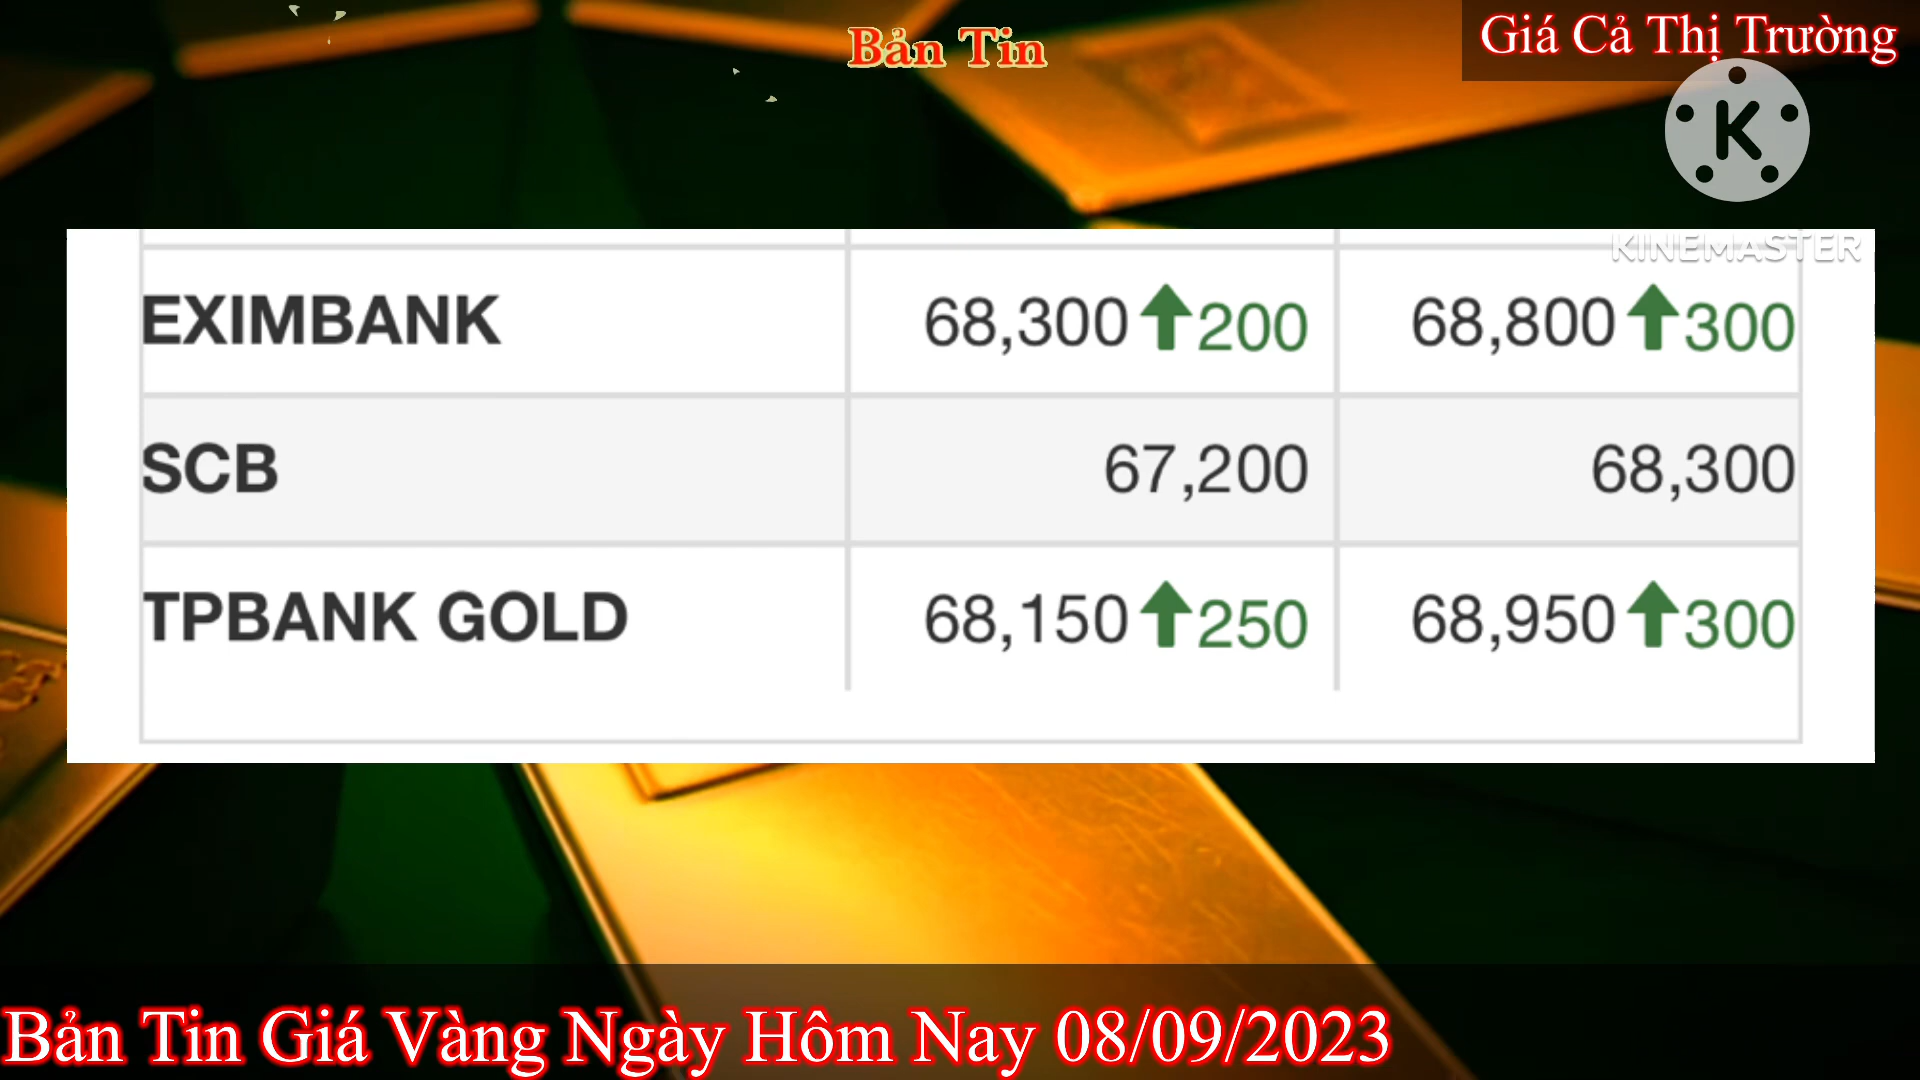 Bản Tin
Giá Cả Thị Trường
K
KINEMASTER
EXIMBANK 68,300 200 68,800 300
SCB 67,200 68,300
TPBANK GOLD 68,150 250 68,950 300
Bản Tin Giá Vàng Ngày Hôm Nay 08/09/2023